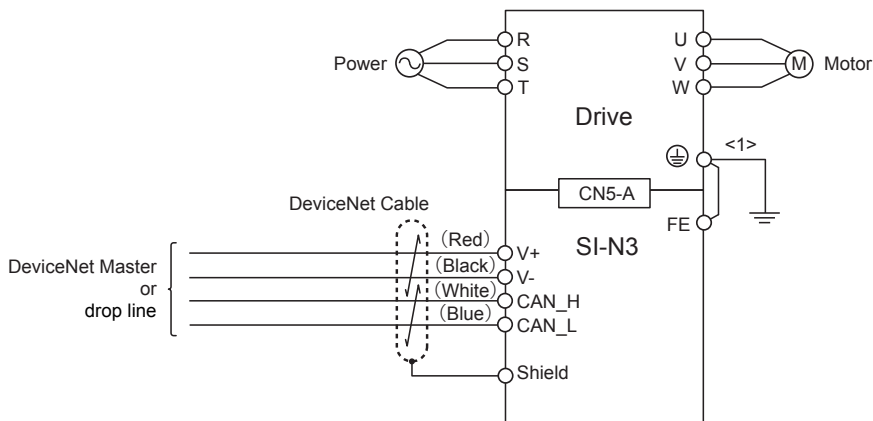 R
U
Power
S
V
M
Motor
T
W
Drive
<1>
CN5-A
DeviceNet Cable
FE
SI-N3
(Red)
V+
DeviceNet Master
(Black)
V-
or
(White)
CAN_H
drop line
(Blue)
CAN_L
Shield